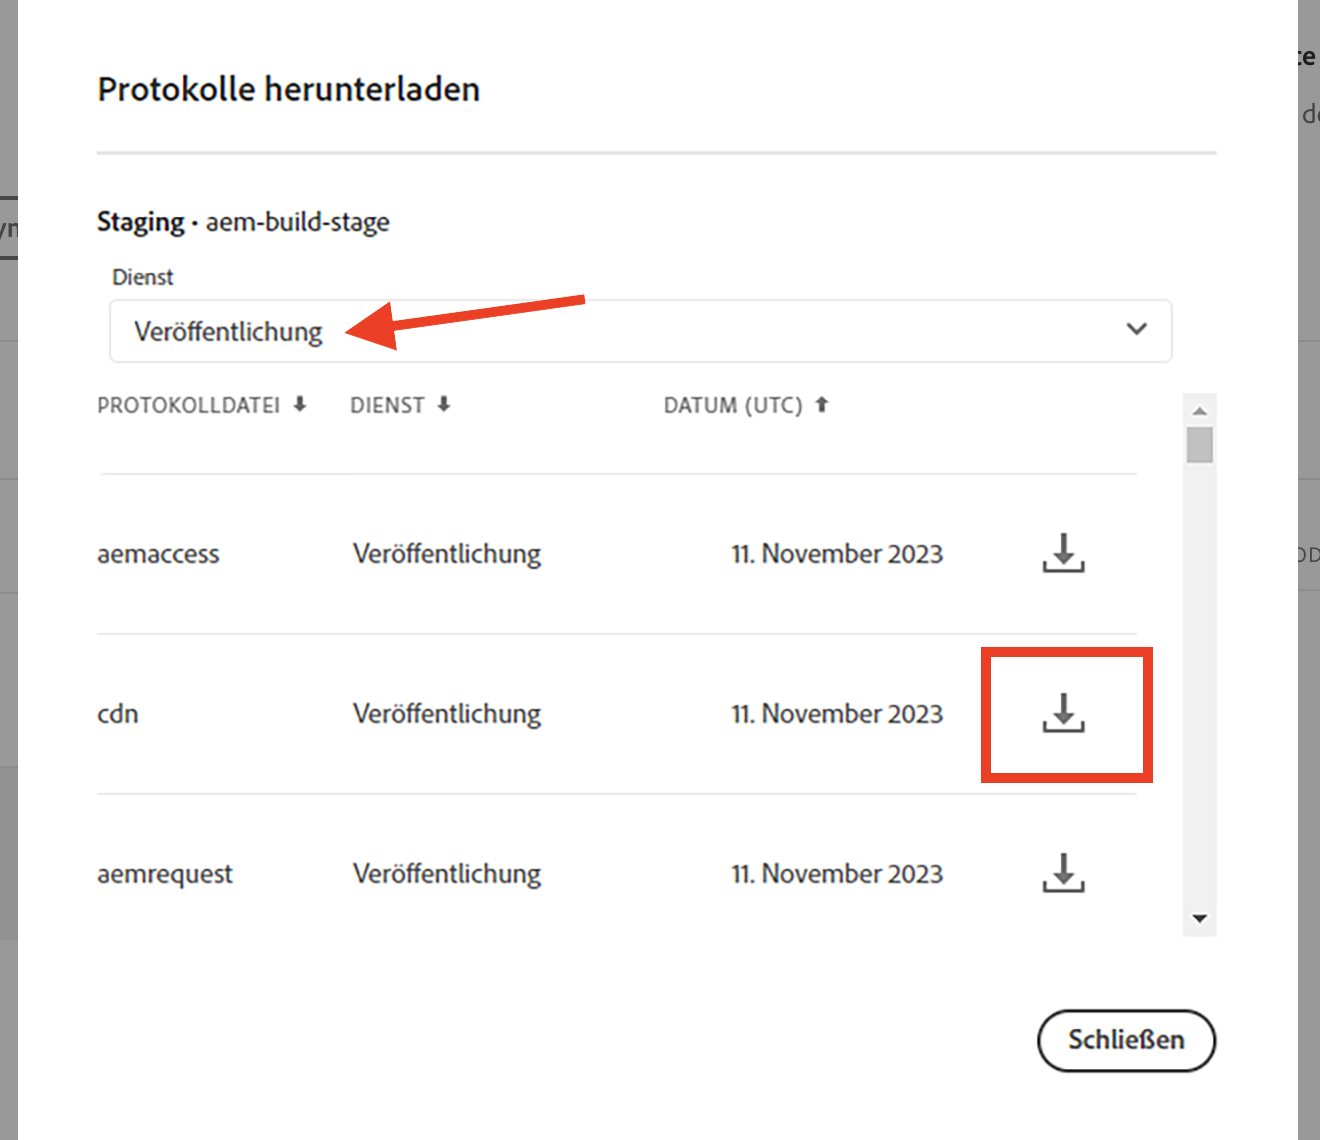 Protokolle herunterladen
Staging · aem-build-stage
Dienst
Veröffentlichung
PROTOKOLLDATEI DIENST DATUM (UTC)
aemaccess Veröffentlichung 11. November 2023
cdn Veröffentlichung 11. November 2023
aemrequest Veröffentlichung 11. November 2023
Schließen